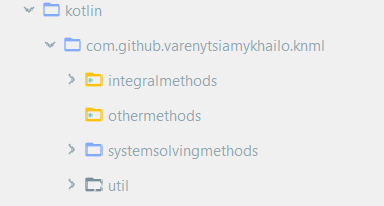 kotlin
com.github.varenytsiamykhailo.knml
integralmethods
othermethods
systemsolvingmethods
util